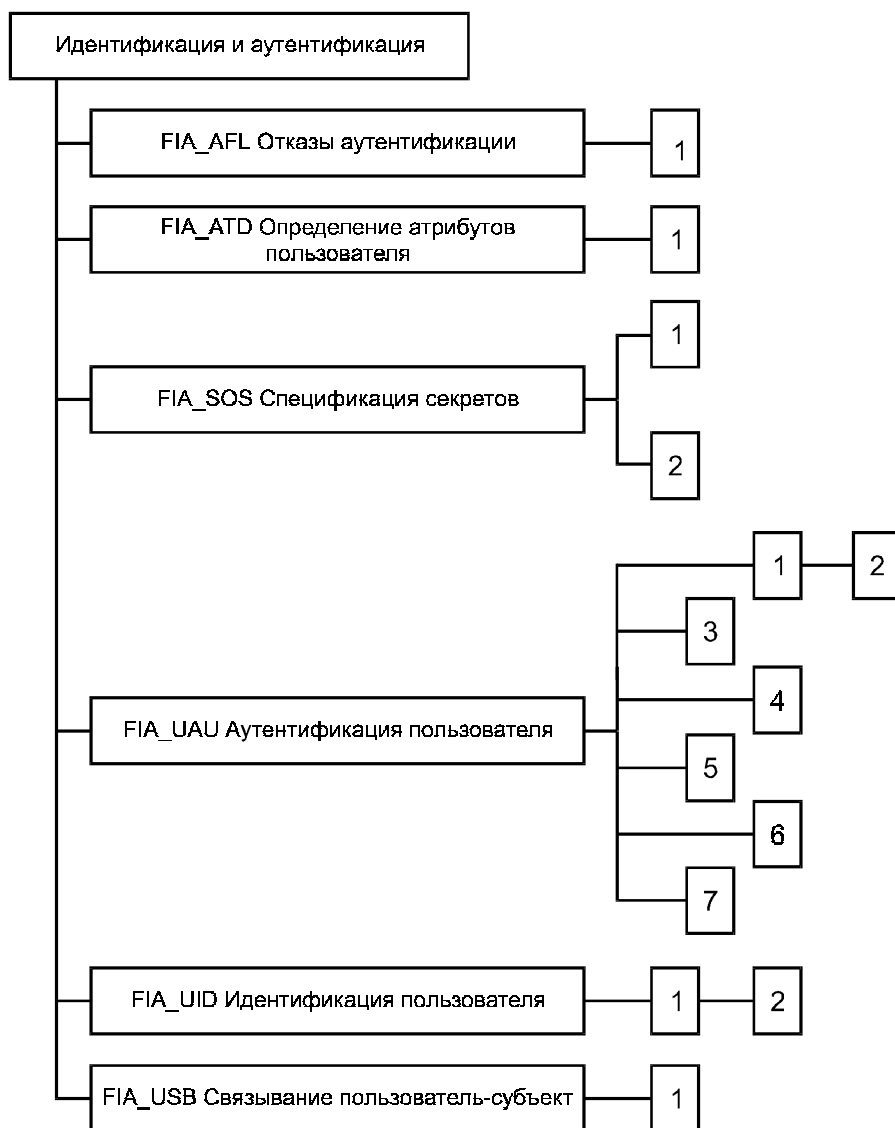 Идентификация и аутентификация
FIA_AFL Отказы аутентификации
1
FIA_ATD Определение атрибутов
пользователя
1
1
FIA_SOS Спецификация секретов
2
1
2
3
4
FIA_UAU Аутентификация пользователя
5
6
7
FIA_UID Идентификация пользователя
1
2
FIA_USB Связывание пользователь-субъект
1